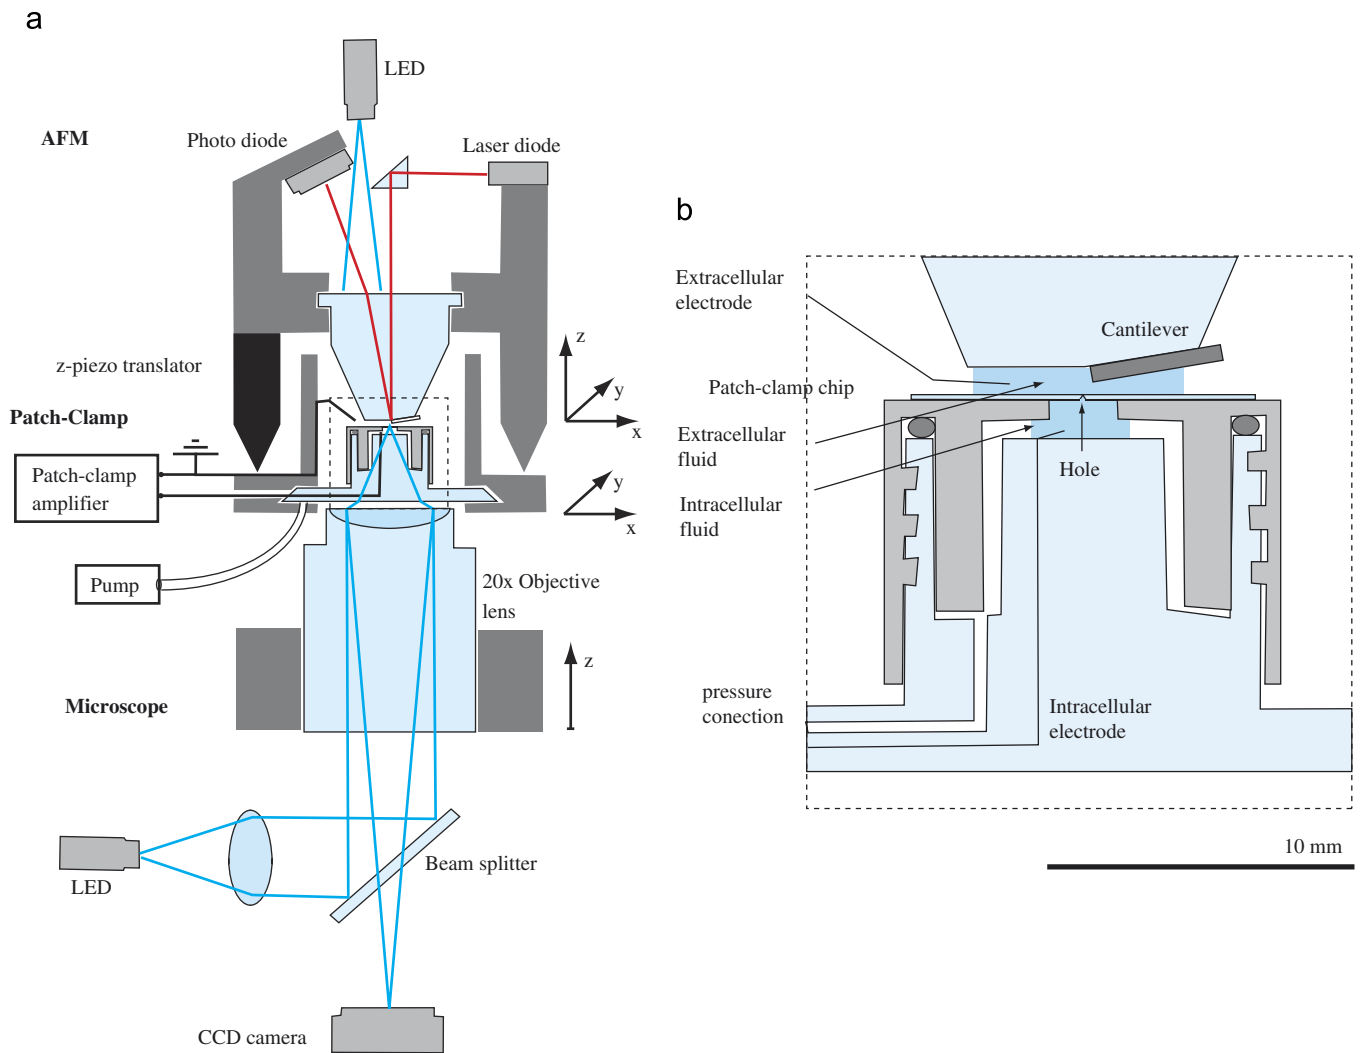 a
LED
AFM
Photo diode
Laser diode
z-piezo translator
z
y
x
Patch-Clamp
Patch-clamp
amplifier
y
x
Pump
20x Objective
lens
z
Microscope
Beam splitter
LED
CCD camera
b
Extracellular
electrode
Cantilever
Patch-clamp chip
Extracellular
fluid
Hole
Intracellular
fluid
pressure
conection
Intracellular
electrode
10 mm